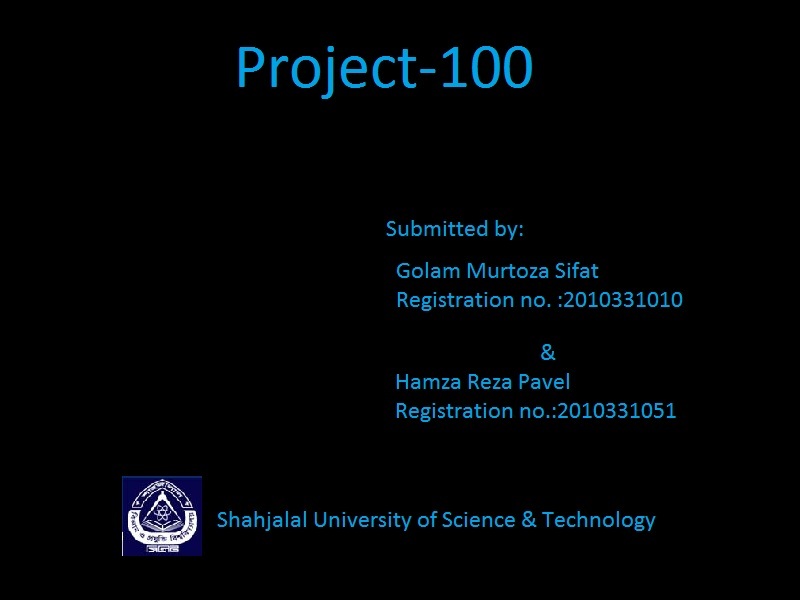 Project-100
Submitted by:
Golam Murtoza Sifat
Registration no. :2010331010
&
Hamza Reza Pavel
Registration no.:2010331051
Shahjalal University of Science & Technology